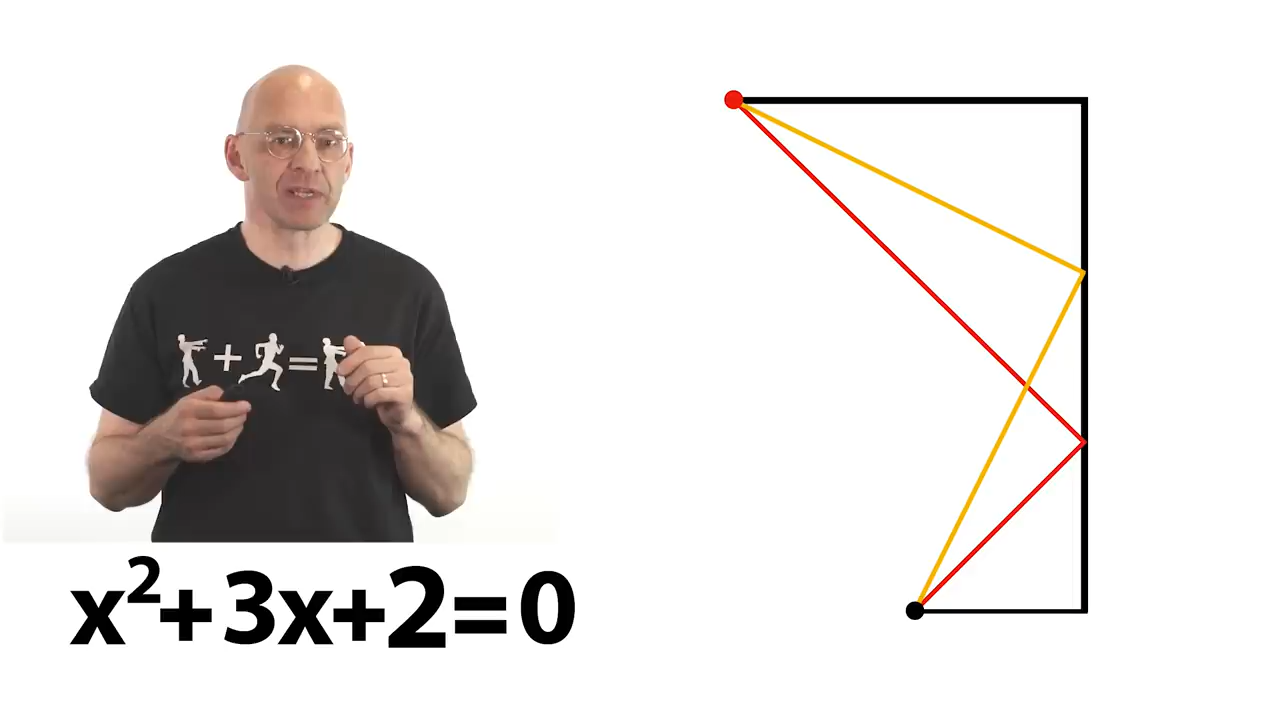 + =
x²+3x+2=0